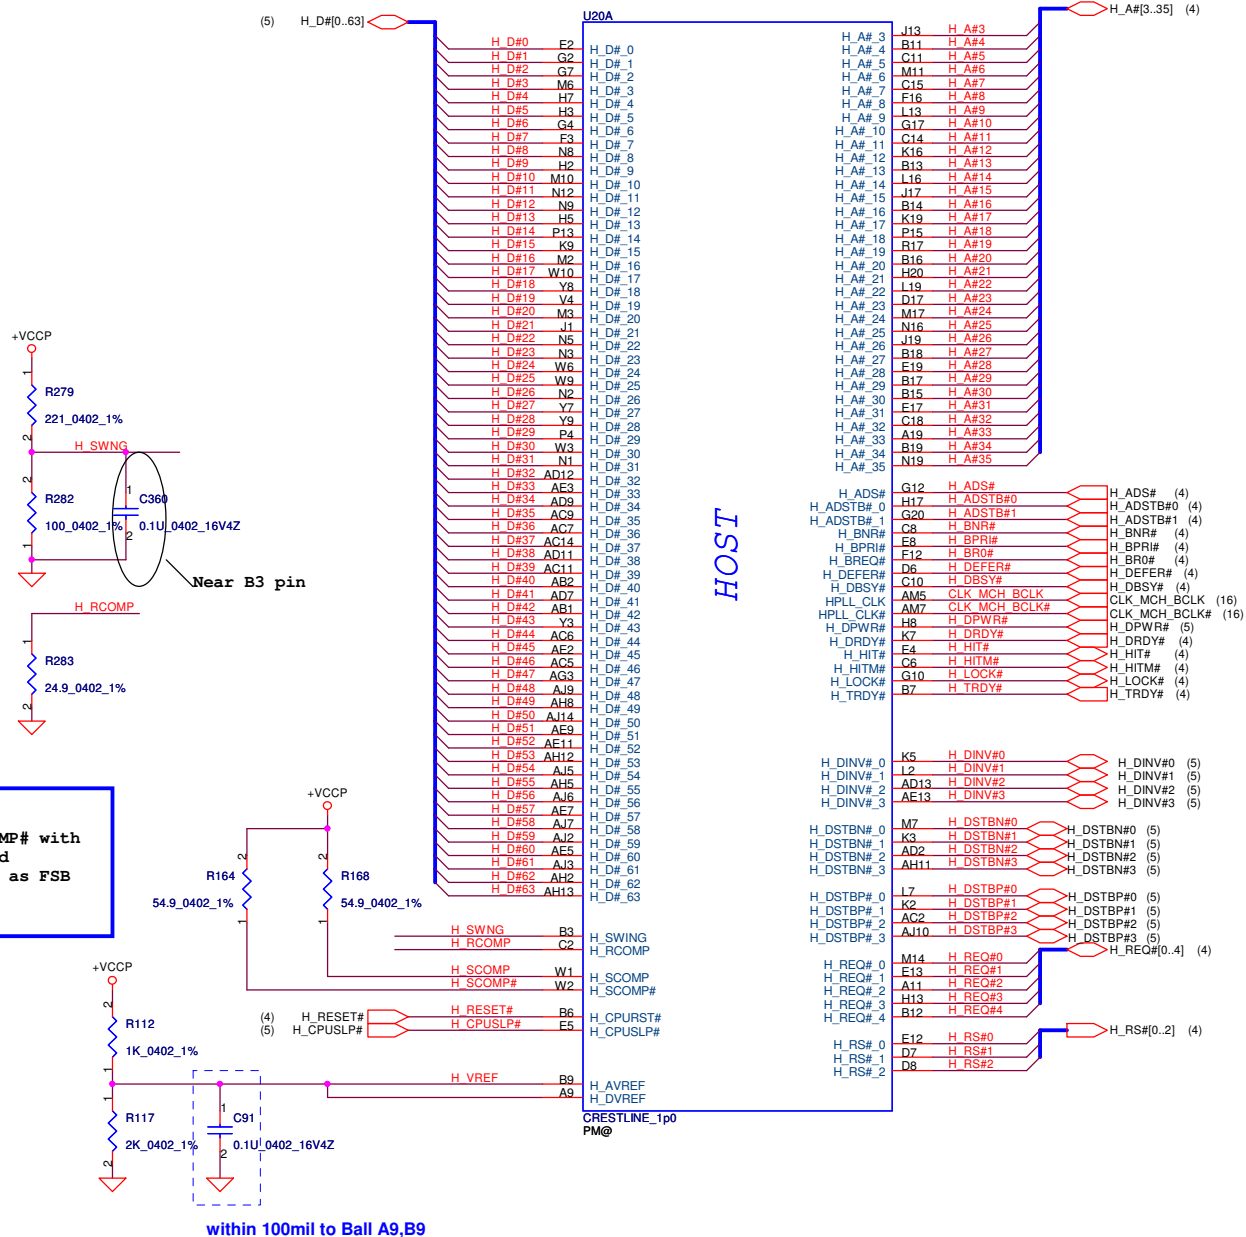 (5) H_D#[0..63]
U20A
H_A#[3..35] (4)
H_D#0 E2 H_D#_0
H_D#1 G2 H_D#_1
H_D#2 G7 H_D#_2
H_D#3 M6 H_D#_3
H_D#4 H7 H_D#_4
H_D#5 H3 H_D#_5
H_D#6 G4 H_D#_6
H_D#7 F3 H_D#_7
H_D#8 N8 H_D#_8
H_D#9 H2 H_D#_9
H_D#10 M10 H_D#_10
H_D#11 N12 H_D#_11
H_D#12 N9 H_D#_12
H_D#13 H5 H_D#_13
H_D#14 P13 H_D#_14
H_D#15 K9 H_D#_15
H_D#16 M2 H_D#_16
H_D#17 W10 H_D#_17
H_D#18 Y8 H_D#_18
H_D#19 V4 H_D#_19
H_D#20 M3 H_D#_20
H_D#21 J1 H_D#_21
H_D#22 N5 H_D#_22
H_D#23 N3 H_D#_23
H_D#24 W6 H_D#_24
H_D#25 W9 H_D#_25
H_D#26 N2 H_D#_26
H_D#27 Y7 H_D#_27
H_D#28 Y9 H_D#_28
H_D#29 P4 H_D#_29
H_D#30 W3 H_D#_30
H_D#31 N1 H_D#_31
H_D#32 AD12 H_D#_32
H_D#33 AE3 H_D#_33
H_D#34 AD9 H_D#_34
H_D#35 AC9 H_D#_35
H_D#36 AC7 H_D#_36
H_D#37 AC14 H_D#_37
H_D#38 AD11 H_D#_38
H_D#39 AC11 H_D#_39
H_D#40 AB2 H_D#_40
H_D#41 AD7 H_D#_41
H_D#42 AB1 H_D#_42
H_D#43 Y3 H_D#_43
H_D#44 AC6 H_D#_44
H_D#45 AE2 H_D#_45
H_D#46 AC5 H_D#_46
H_D#47 AG3 H_D#_47
H_D#48 AJ9 H_D#_48
H_D#49 AH8 H_D#_49
H_D#50 AJ14 H_D#_50
H_D#51 AE9 H_D#_51
H_D#52 AE11 H_D#_52
H_D#53 AH12 H_D#_53
H_D#54 AJ5 H_D#_54
H_D#55 AH5 H_D#_55
H_D#56 AJ6 H_D#_56
H_D#57 AE7 H_D#_57
H_D#58 AJ7 H_D#_58
H_D#59 AJ2 H_D#_59
H_D#60 AE5 H_D#_60
H_D#61 AJ3 H_D#_61
H_D#62 AH2 H_D#_62
H_D#63 AH13 H_D#_63
H_SWNG B3 H_SWING
H_RCOMP C2 H_RCOMP
H_SCOMP W1 H_SCOMP
H_SCOMP# W2 H_SCOMP#
(4) H_RESET# H_RESET# B6 H_CPURST#
(5) H_CPUSLP# H_CPUSLP# E5 H_CPUSLP#
H_VREF B9 H_AVREF
A9 H_DVREF
HOST
H_A#_3 J13 H_A#3
H_A#_4 B11 H_A#4
H_A#_5 C11 H_A#5
H_A#_6 M11 H_A#6
H_A#_7 C15 H_A#7
H_A#_8 F16 H_A#8
H_A#_9 L13 H_A#9
H_A#_10 G17 H_A#10
H_A#_11 C14 H_A#11
H_A#_12 K16 H_A#12
H_A#_13 B13 H_A#13
H_A#_14 L16 H_A#14
H_A#_15 J17 H_A#15
H_A#_16 B14 H_A#16
H_A#_17 K19 H_A#17
H_A#_18 P15 H_A#18
H_A#_19 R17 H_A#19
H_A#_20 B16 H_A#20
H_A#_21 H20 H_A#21
H_A#_22 L19 H_A#22
H_A#_23 D17 H_A#23
H_A#_24 M17 H_A#24
H_A#_25 N16 H_A#25
H_A#_26 J19 H_A#26
H_A#_27 B18 H_A#27
H_A#_28 E19 H_A#28
H_A#_29 B17 H_A#29
H_A#_30 B15 H_A#30
H_A#_31 E17 H_A#31
H_A#_32 C18 H_A#32
H_A#_33 A19 H_A#33
H_A#_34 B19 H_A#34
H_A#_35 N19 H_A#35
H_ADS# G12 H_ADS# H_ADS# (4)
H_ADSTB#_0 H17 H_ADSTB#0 H_ADSTB#0 (4)
H_ADSTB#_1 G20 H_ADSTB#1 H_ADSTB#1 (4)
H_BNR# C8 H_BNR# H_BNR# (4)
H_BPRI# E8 H_BPRI# H_BPRI# (4)
H_BREQ# F12 H_BR0# H_BR0# (4)
H_DEFER# D6 H_DEFER# H_DEFER# (4)
H_DBSY# C10 H_DBSY# H_DBSY# (4)
HPLL_CLK AM5 CLK_MCH_BCLK CLK_MCH_BCLK (16)
HPLL_CLK# AM7 CLK_MCH_BCLK# CLK_MCH_BCLK# (16)
H_DPWR# H8 H_DPWR# H_DPWR# (5)
H_DRDY# K7 H_DRDY# H_DRDY# (4)
H_HIT# E4 H_HIT# H_HIT# (4)
H_HITM# C6 H_HITM# H_HITM# (4)
H_LOCK# G10 H_LOCK# H_LOCK# (4)
H_TRDY# B7 H_TRDY# H_TRDY# (4)
H_DINV#_0 K5 H_DINV#0 H_DINV#0 (5)
H_DINV#_1 L2 H_DINV#1 H_DINV#1 (5)
H_DINV#_2 AD13 H_DINV#2 H_DINV#2 (5)
H_DINV#_3 AE13 H_DINV#3 H_DINV#3 (5)
H_DSTBN#_0 M7 H_DSTBN#0 H_DSTBN#0 (5)
H_DSTBN#_1 K3 H_DSTBN#1 H_DSTBN#1 (5)
H_DSTBN#_2 AD2 H_DSTBN#2 H_DSTBN#2 (5)
H_DSTBN#_3 AH11 H_DSTBN#3 H_DSTBN#3 (5)
H_DSTBP#_0 L7 H_DSTBP#0 H_DSTBP#0 (5)
H_DSTBP#_1 K2 H_DSTBP#1 H_DSTBP#1 (5)
H_DSTBP#_2 AC2 H_DSTBP#2 H_DSTBP#2 (5)
H_DSTBP#_3 AJ10 H_DSTBP#3 H_DSTBP#3 (5)
H_REQ#[0..4] (4)
H_REQ#_0 M14 H_REQ#0
H_REQ#_1 E13 H_REQ#1
H_REQ#_2 A11 H_REQ#2
H_REQ#_3 H13 H_REQ#3
H_REQ#_4 B12 H_REQ#4
H_RS#[0..2] (4)
H_RS#_0 E12 H_RS#0
H_RS#_1 D7 H_RS#1
H_RS#_2 D8 H_RS#2
CRESTLINE_1p0
PM@
+VCCP
1
R279
221_0402_1%
2
H_SWNG
2
R282
100_0402_1%
1
1
C360
0.1U_0402_16V4Z
2
Near B3 pin
H_RCOMP
1
R283
24.9_0402_1%
2
MP# with
d
as FSB
+VCCP
2
R164
54.9_0402_1%
1
2
R168
54.9_0402_1%
1
+VCCP
2
R112
1K_0402_1%
1
1
R117
2K_0402_1%
2
1
C91
0.1U_0402_16V4Z
2
within 100mil to Ball A9,B9